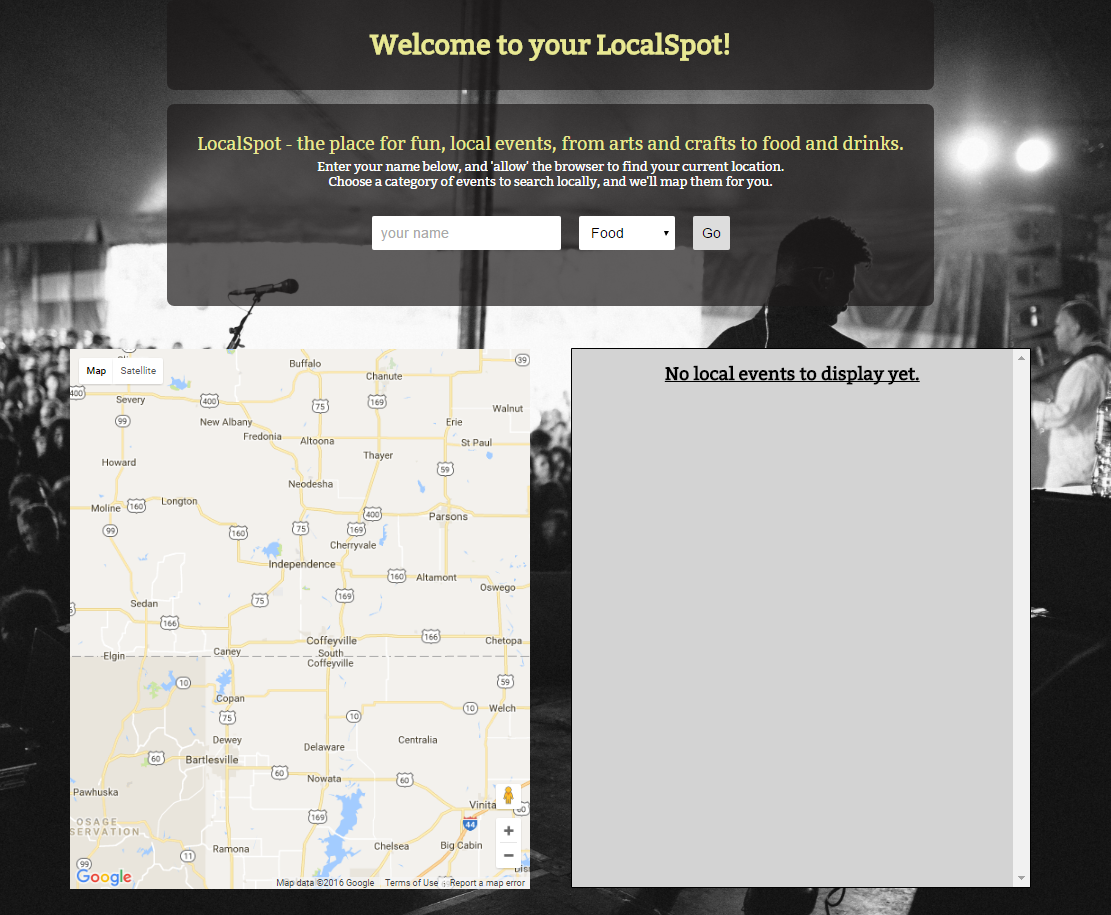 Welcome to your LocalSpot!
LocalSpot - the place for fun, local events, from arts and crafts to food and drinks.
Enter your name below, and 'allow' the browser to find your current location.
Choose a category of events to search locally, and we'll map them for you.
your name Food Go
Map Satellite
Buffalo
39
Chanute
400
Severy
400
75
169
Walnut
99
New Albany
Erie
Fredonia
Altoona
St Paul
Thayer
Howard
59
Neodesha
Moline
160
Longton
400
Parsons
99
160
75
169
Cherryvale
Independence
160
Altamont
Oswego
75
169
Sedan
166
Coffeyville
166
Chetopa
Elgin
Caney
South
Coffeyville
10
59
Copan
75
10
10
Welch
Dewey
Delaware
Centralia
60
Bartlesville
60
Nowata
60
Pawhuska
Vinita
60
169
44
OSAGE
SERVATION
Ramona
11
Chelsea
Big Cabin
99
Google
Map data ©2016 Google Terms of Use Report a map error
No local events to display yet.